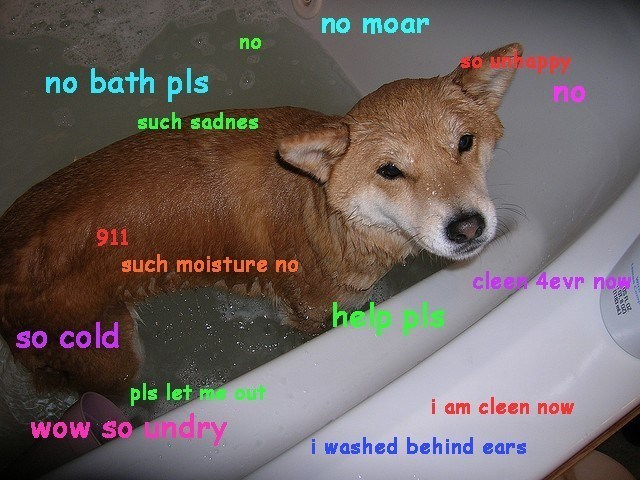 no moar
no
so unhappy
no bath pls
no
such sadnes
911
such moisture no
cleen 4evr now
help pls
so cold
pls let me out
i am cleen now
wow so undry
i washed behind ears